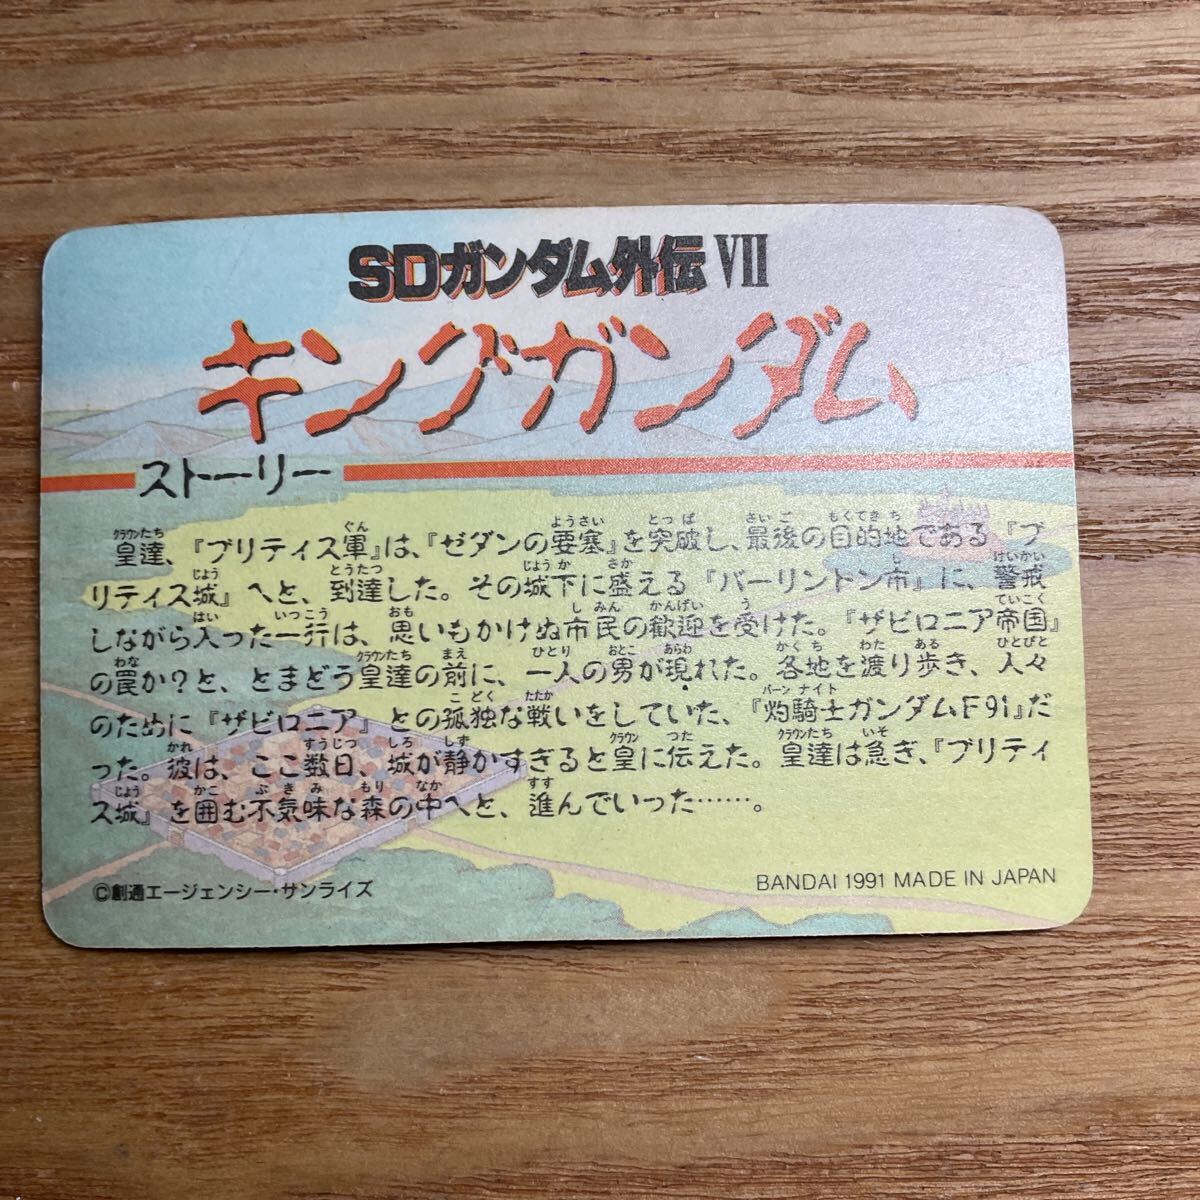 SDガンダム外伝 VII
キングガンダム
ストーリー
皇達、『ブリティス軍』は、『ゼダンの要塞』を突破し、最後の目的地である『ブ
リティス城』へと、到達した。その城下に盛える『バーリントン市』に、警戒
しながら入った一行は、思いもかけぬ市民の歓迎を受けた。『ザビロニア帝国』
の罠か?と、とまどう皇達の前に、一人の男が現れた。各地を渡り歩き、人々
のために『ザビロニア』との孤独な戦いをしていた、『灼騎士ガンダムF91』だ
った。彼は、ここ数日、城が静かすぎると皇に伝えた。皇達は急ぎ、『ブリティ
ス城』を囲む不気味な森の中へと、進んでいった……。
©創通エージェンシー・サンライズ
BANDAI 1991 MADE IN JAPAN